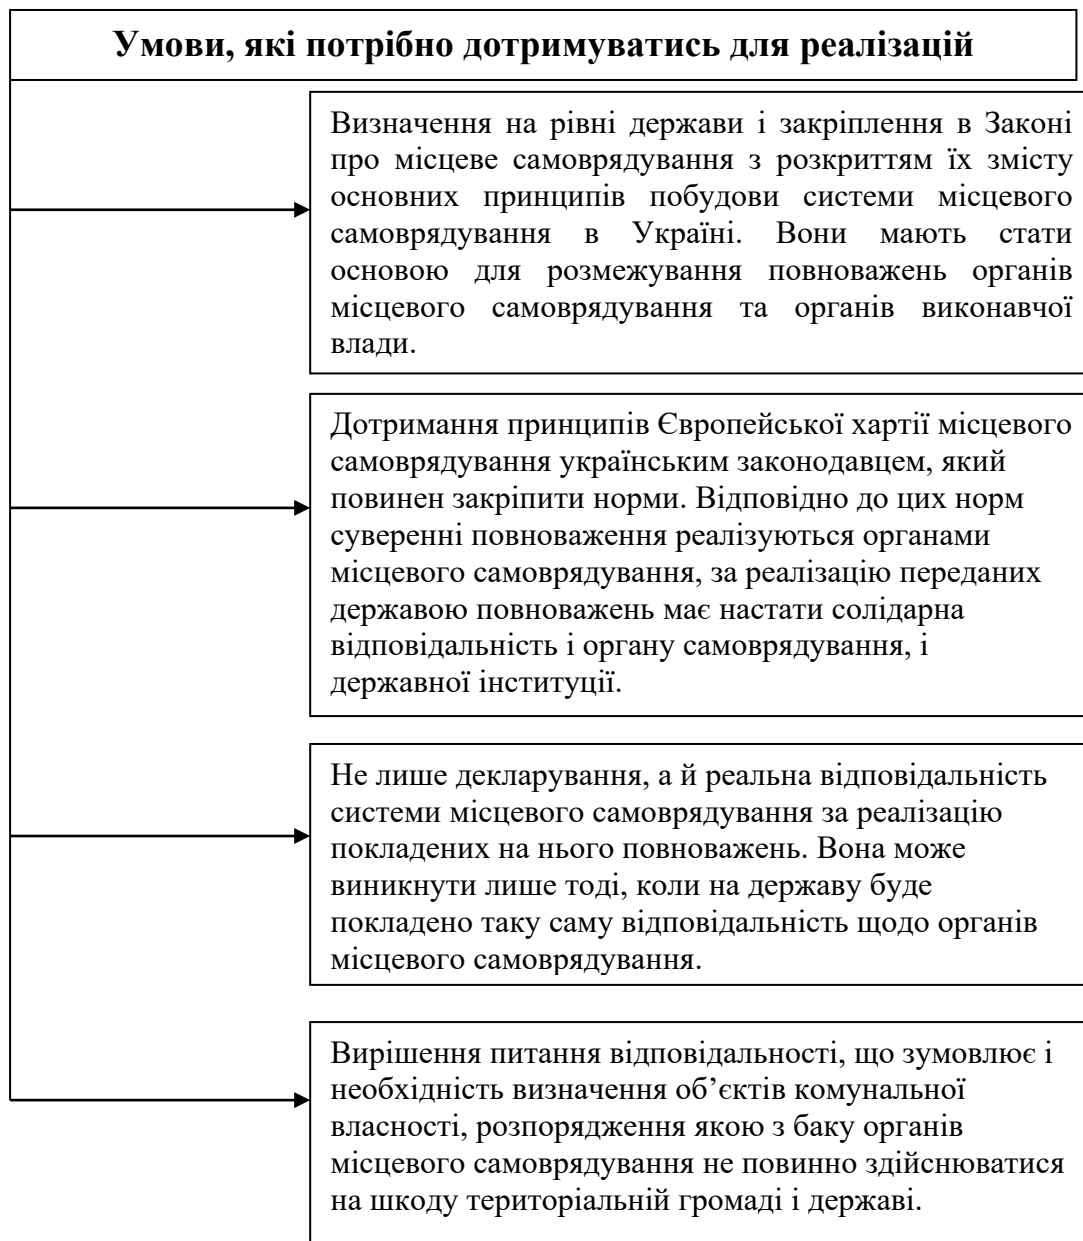 Умови, які потрібно дотримуватись для реалізацій
Визначення на рівні держави і закріплення в Законі
про місцеве самоврядування з розкриттям їх змісту
основних принципів побудови системи місцевого
самоврядування в Україні. Вони мають стати
основою для розмежування повноважень органів
місцевого самоврядування та органів виконавчої
влади.
Дотримання принципів Європейської хартії місцевого
самоврядування українським законодавцем, який
повинен закріпити норми. Відповідно до цих норм
суверенні повноваження реалізуються органами
місцевого самоврядування, за реалізацію переданих
державою повноважень має настати солідарна
відповідальність і органу самоврядування, і
державної інституції.
Не лише декларування, а й реальна відповідальність
системи місцевого самоврядування за реалізацію
покладених на нього повноважень. Вона може
виникнути лише тоді, коли на державу буде
покладено таку саму відповідальність щодо органів
місцевого самоврядування.
Вирішення питання відповідальності, що зумовлює і
необхідність визначення об’єктів комунальної
власності, розпорядження якою з баку органів
місцевого самоврядування не повинно здійснюватися
на шкоду територіальній громаді і державі.